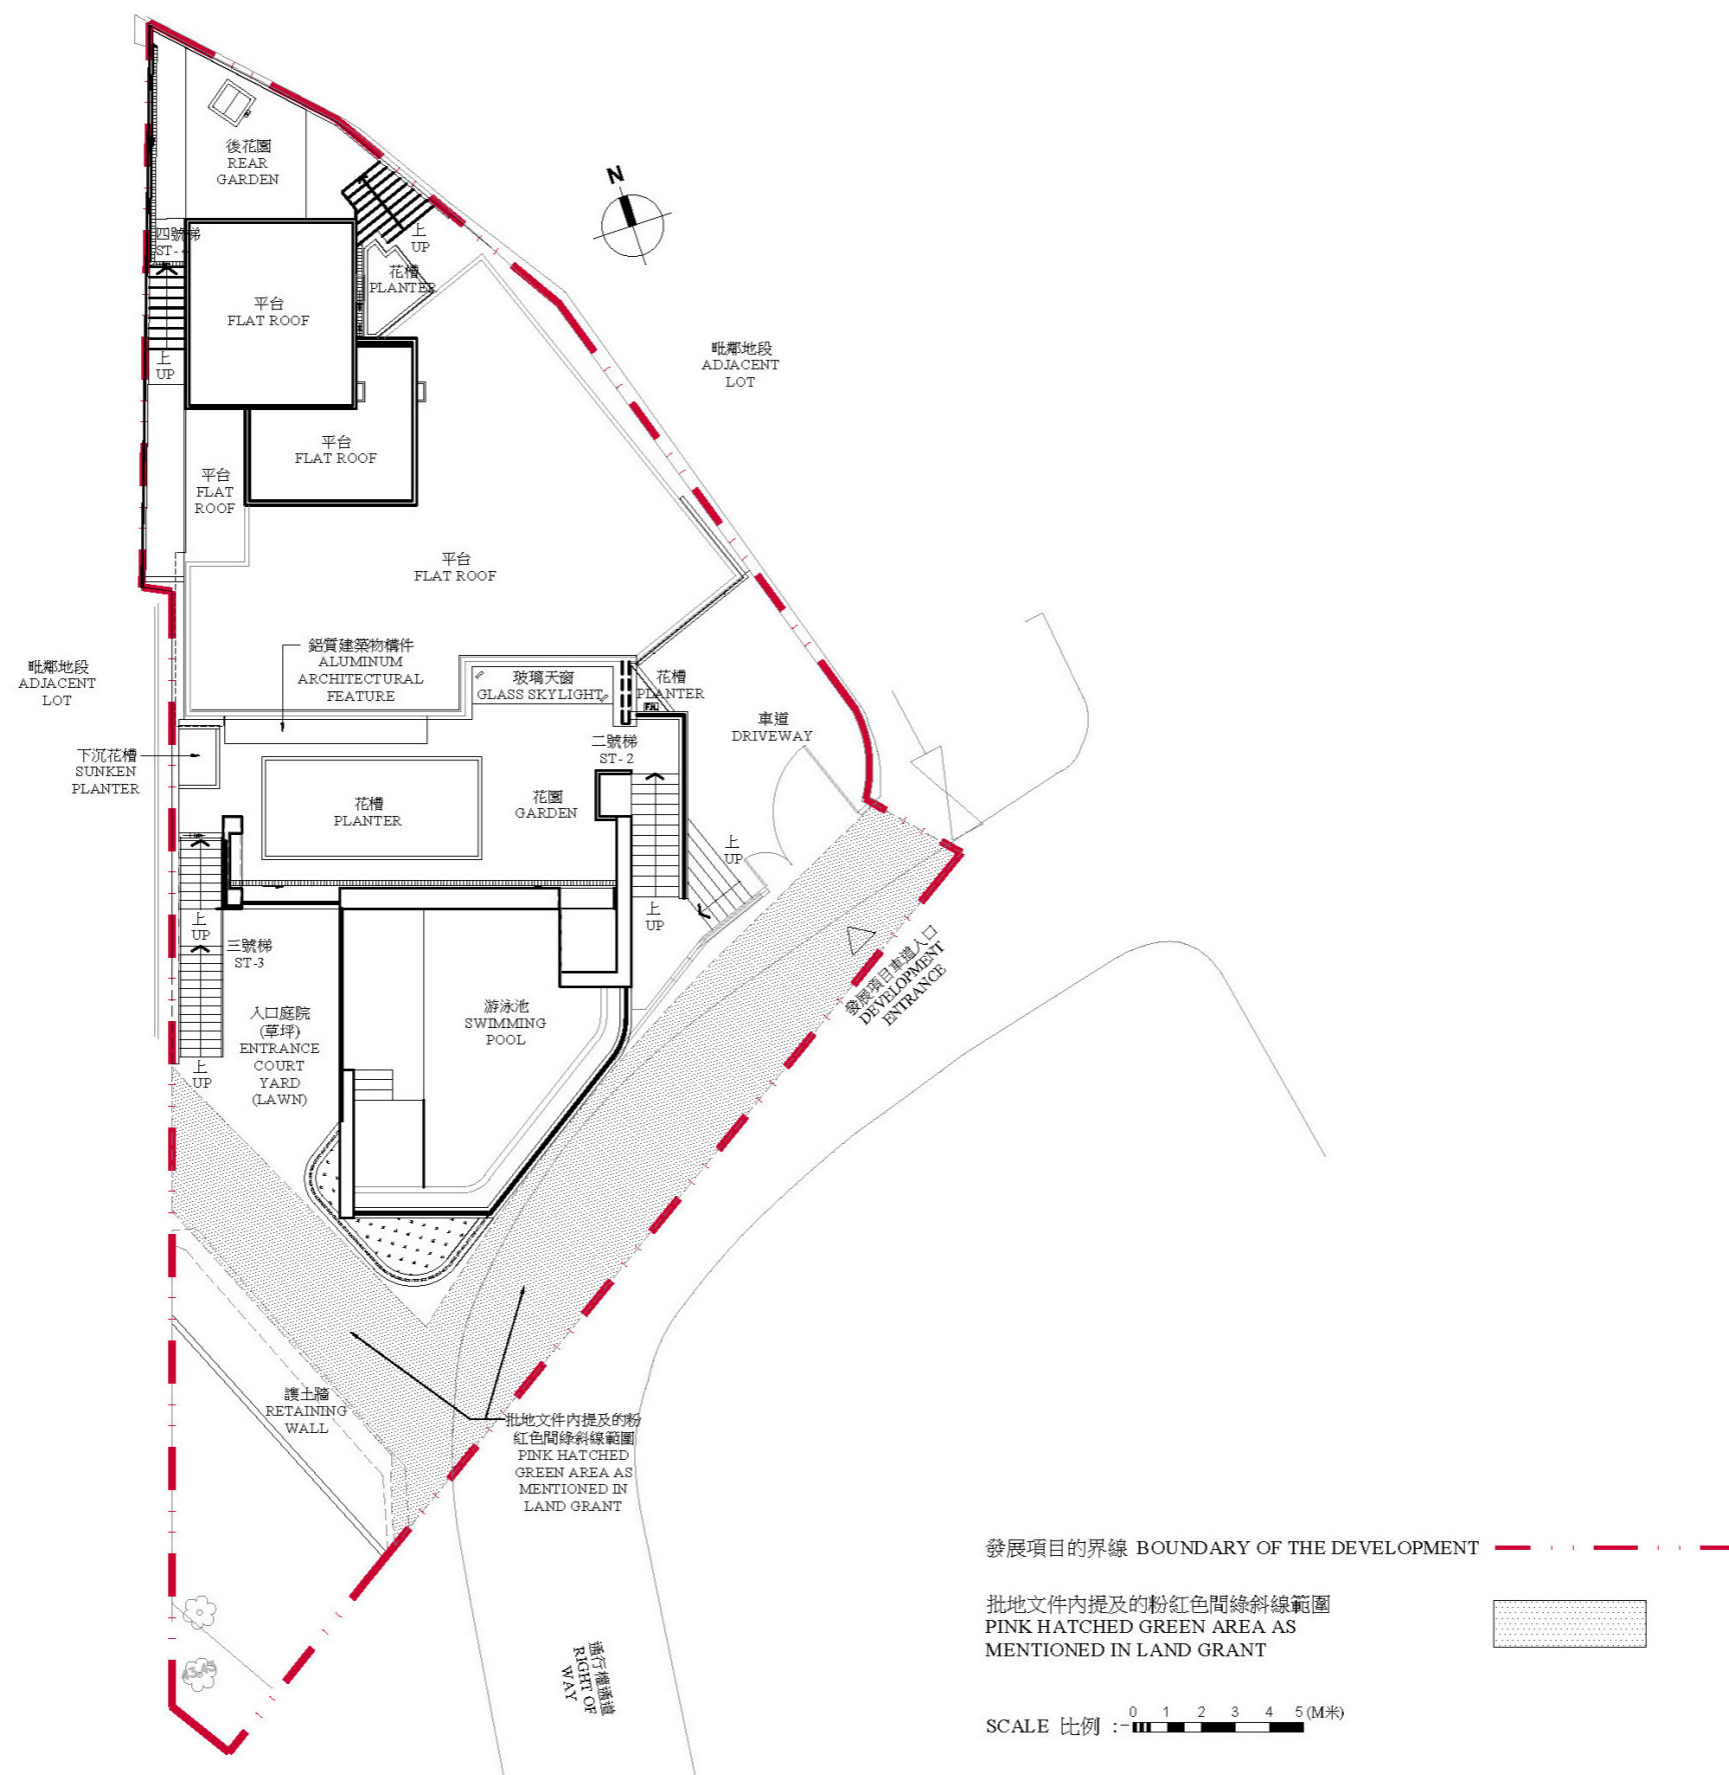 後花園
REAR
GARDEN
N
四號梯
ST-
上
UP
花槽
PLANTER
平台
FLAT ROOF
上
UP
毗鄰地段
ADJACENT
LOT
平台
FLAT ROOF
平台
FLAT
ROOF
平台
FLAT ROOF
鋁質建築物構件
ALUMINUM
ARCHITECTURAL
FEATURE
玻璃天窗
GLASS SKYLIGHT
花槽
PLANTER
F.H.
毗鄰地段
ADJACENT
LOT
車道
DRIVEWAY
二號梯
ST- 2
下沉花槽
SUNKEN
PLANTER
花槽
PLANTER
花園
GARDEN
上
UP
上
UP
上
UP
三號梯
ST-3
入口庭院
(草坪)
ENTRANCE
COURT
YARD
(LAWN)
游泳池
SWIMMING
POOL
上
UP
發展項目車道入口
DEVELOPMENT
ENTRANCE
護土牆
RETAINING
WALL
批地文件內提及的粉
紅色間綠斜線範圍
PINK HATCHED
GREEN AREA AS
MENTIONED IN
LAND GRANT
通行權通道
RIGHT OF
WAY
發展項目的界線 BOUNDARY OF THE DEVELOPMENT
批地文件內提及的粉紅色間綠斜線範圍
PINK HATCHED GREEN AREA AS
MENTIONED IN LAND GRANT
SCALE 比例 : 0 1 2 3 4 5 (M米)